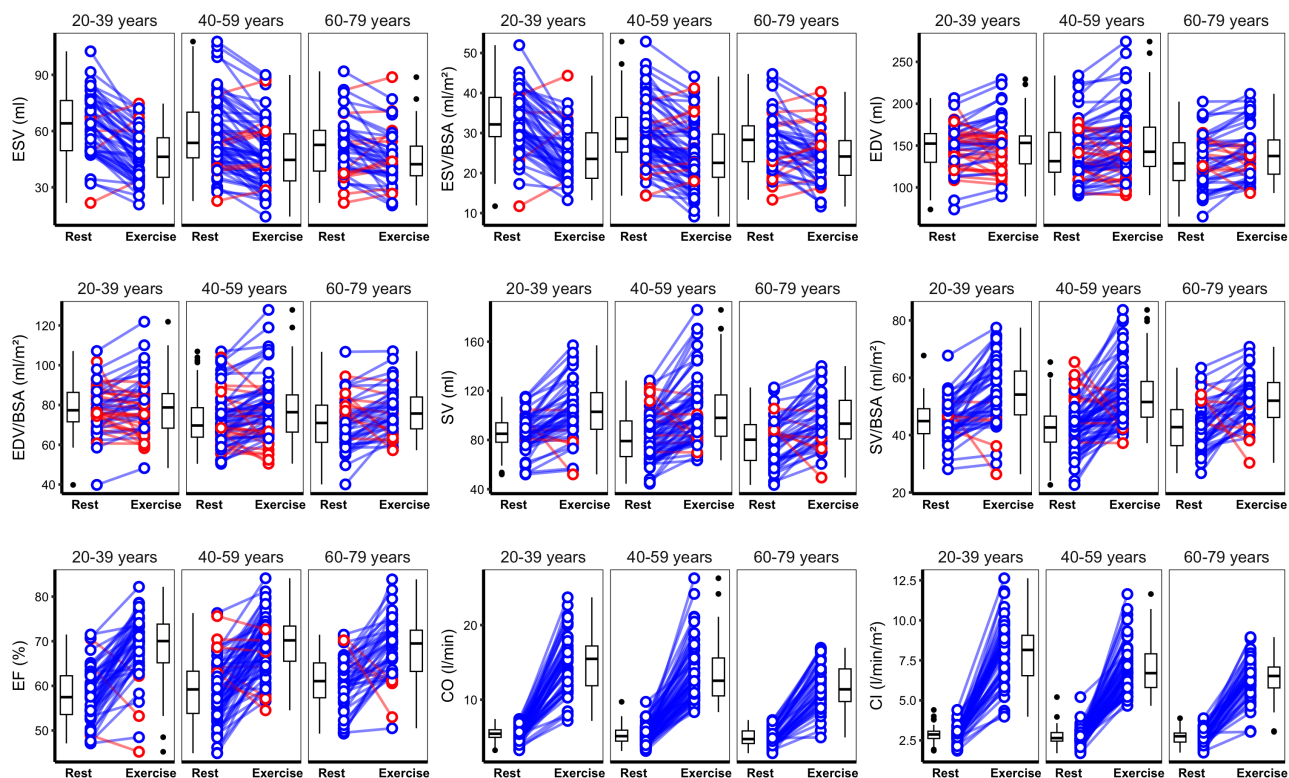 20-39 years 40-59 years 60-79 years
ESV (ml)
90
60
30
Rest Exercise Rest Exercise Rest Exercise
20-39 years 40-59 years 60-79 years
ESV/BSA (ml/m²)
50
40
30
20
10
Rest Exercise Rest Exercise Rest Exercise
20-39 years 40-59 years 60-79 years
EDV (ml)
250
200
150
100
Rest Exercise Rest Exercise Rest Exercise
20-39 years 40-59 years 60-79 years
EDV/BSA (ml/m²)
120
100
80
60
40
Rest Exercise Rest Exercise Rest Exercise
20-39 years 40-59 years 60-79 years
SV (ml)
160
120
80
40
Rest Exercise Rest Exercise Rest Exercise
20-39 years 40-59 years 60-79 years
SV/BSA (ml/m²)
80
60
40
20
Rest Exercise Rest Exercise Rest Exercise
20-39 years 40-59 years 60-79 years
EF (%)
80
70
60
50
Rest Exercise Rest Exercise Rest Exercise
20-39 years 40-59 years 60-79 years
CO (l/min)
20
10
Rest Exercise Rest Exercise Rest Exercise
20-39 years 40-59 years 60-79 years
CI (l/min/m²)
12.5
10.0
7.5
5.0
2.5
Rest Exercise Rest Exercise Rest Exercise